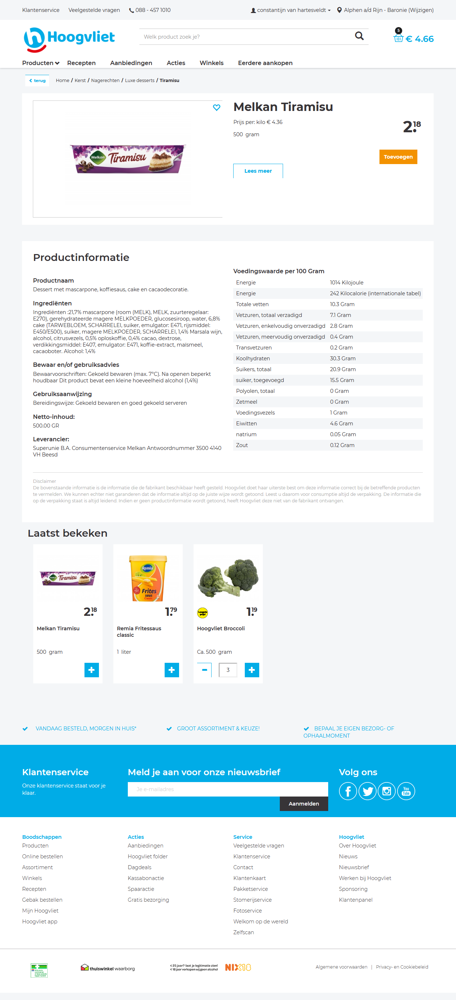 Klantenservice Veelgestelde vragen 088 - 457 1010 constantijn van hartesveldt Alphen a/d Rijn - Baronie (Wijzigen)
Hoogvliet
Welk product zoek je?
5
€ 4.66
Producten Recepten Aanbiedingen Acties Winkels Eerdere aankopen
terug Home / Kerst / Nagerechten / Luxe desserts / Tiramisu
Melkan Tiramisu
Melkan Tiramisu
Prijs per: kilo € 4.36
2.18
500 gram
Toevoegen
Lees meer
Productinformatie
Productnaam
Dessert met mascarpone, koffiesaus, cake en cacaodecoratie.
Ingrediënten
Ingrediënten :21,7% mascarpone (room (MELK), MELK, zuurteregelaar:
E270), gerehydrateerde magere MELKPOEDER, glucosesiroop, water, 6,8%
cake (TARWEBLOEM, SCHARRELEI, suiker, emulgator: E471, rijsmiddel:
E450/E500), suiker, magere MELKPOEDER, SCHARRELEI, 1,4% Marsala wijn,
alcohol, citrusvezels, 0,5% oploskoffie, 0,4% cacao, dextrose,
verdikkingsmiddel: E407, emulgator: E471, koffie-extract, maïsmeel,
cacaoboter. Alcohol: 1,4%
Bewaar en/of gebruiksadvies
Bewaarvoorschriften: Gekoeld bewaren (max. 7°C). Na openen beperkt
houdbaar Dit product bevat een kleine hoeveelheid alcohol (1,4%)
Gebruiksaanwijzing
Bereidingswijze: Gekoeld bewaren en goed gekoeld serveren
Netto-inhoud:
500.00 GR
Leverancier:
Superunie B.A. Consumentenservice Melkan Antwoordnummer 3500 4140
VH Beesd
Voedingswaarde per 100 Gram
Energie 1014 Kilojoule
Energie 242 Kilocalorie (internationale tabel)
Totale vetten 10.3 Gram
Vetzuren, totaal verzadigd 7.1 Gram
Vetzuren, enkelvoudig onverzadigd 2.8 Gram
Vetzuren, meervoudig onverzadigd 0.4 Gram
Transvetzuren 0.2 Gram
Koolhydraten 30.3 Gram
Suikers, totaal 20.9 Gram
suiker, toegevoegd 15.5 Gram
Polyolen, totaal 0 Gram
Zetmeel 0 Gram
Voedingsvezels 1 Gram
Eiwitten 4.6 Gram
natrium 0.05 Gram
Zout 0.12 Gram
Disclaimer
De bovenstaande informatie is de informatie die de fabrikant beschikbaar heeft gesteld. Hoogvliet doet haar uiterste best om deze informatie correct bij de betreffende producten
te vermelden. We kunnen echter niet garanderen dat de informatie altijd op de juiste wijze wordt getoond. Leest u daarom voor consumptie altijd de verpakking. De informatie die
op de verpakking staat is altijd leidend. Indien er geen productinformatie wordt getoond, heeft Hoogvliet deze niet van de fabrikant ontvangen.
Laatst bekeken
Melkan Tiramisu
2.18
Melkan Tiramisu
500 gram
Remia
Frites
saus
Classic
1.79
Remia Fritessaus
classic
1 liter
Laagste
prijs!
1.19
Hoogvliet Broccoli
Ca. 500 gram
3
VANDAAG BESTELD, MORGEN IN HUIS*
GROOT ASSORTIMENT & KEUZE!
BEPAAL JE EIGEN BEZORG- OF
OPHAALMOMENT
Klantenservice
Onze klantenservice staat voor je
klaar.
Meld je aan voor onze nieuwsbrief
Je e-mailadres
Aanmelden
Volg ons
You
Tube
Boodschappen
Producten
Online bestellen
Assortiment
Winkels
Recepten
Gebak bestellen
Mijn Hoogvliet
Hoogvliet app
Acties
Aanbiedingen
Hoogvliet folder
Dagdeals
Kassabonactie
Spaaractie
Gratis bezorging
Service
Veelgestelde vragen
Klantenservice
Contact
Klantenkaart
Pakketservice
Stomerijservice
Fotoservice
Welkom op de wereld
Zelfscan
Hoogvliet
Over Hoogvliet
Nieuws
Nieuwsbrief
Werken bij Hoogvliet
Sponsoring
Klantenpanel
thuiswinkel waarborg
< 25 jaar? laat je legitimatie zien!
< 18 jaar verkopen wij geen alcohol
NIX18
Algemene voorwaarden | Privacy- en Cookiebeleid